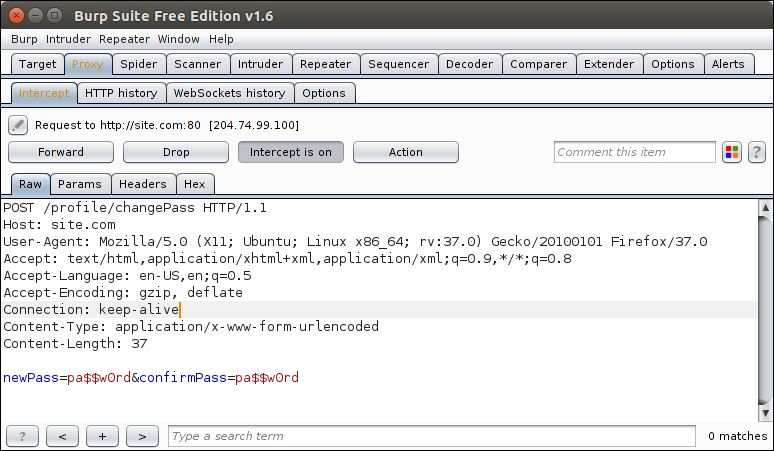 Burp Suite Free Edition v1.6
Burp Intruder Repeater Window Help
Target Proxy Spider Scanner Intruder Repeater Sequencer Decoder Comparer Extender Options Alerts
Intercept HTTP history WebSockets history Options
Request to http://site.com:80 [204.74.99.100]
Forward Drop Intercept is on Action Comment this item ?
Raw Params Headers Hex
POST /profile/changePass HTTP/1.1
Host: site.com
User-Agent: Mozilla/5.0 (X11; Ubuntu; Linux x86_64; rv:37.0) Gecko/20100101 Firefox/37.0
Accept: text/html,application/xhtml+xml,application/xml;q=0.9,*/*;q=0.8
Accept-Language: en-US,en;q=0.5
Accept-Encoding: gzip, deflate
Connection: keep-alive
Content-Type: application/x-www-form-urlencoded
Content-Length: 37
newPass=pa$$w0rd&confirmPass=pa$$w0rd
? < + > Type a search term 0 matches